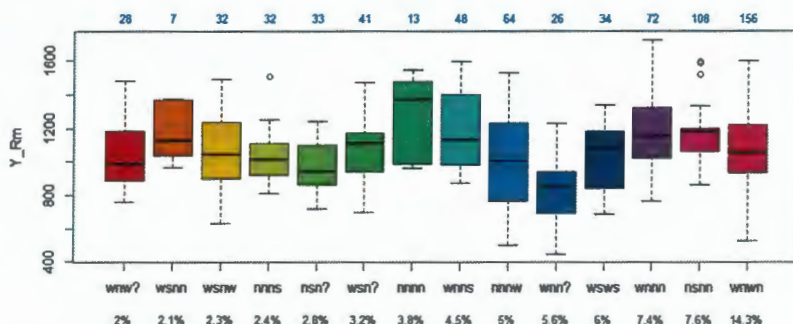 28 7 32 32 33 41 13 48 64 26 34 72 108 156
1600
1200
Y_Rm
800
400
wnw? wsnn wsnw nnns nsn? wsn? nnnn wnns nnnw wnn? wsws wnnn nsnn wnwn
2% 2.1% 2.3% 2.4% 2.8% 3.2% 3.8% 4.5% 5% 5.6% 6% 7.4% 7.6% 14.3%